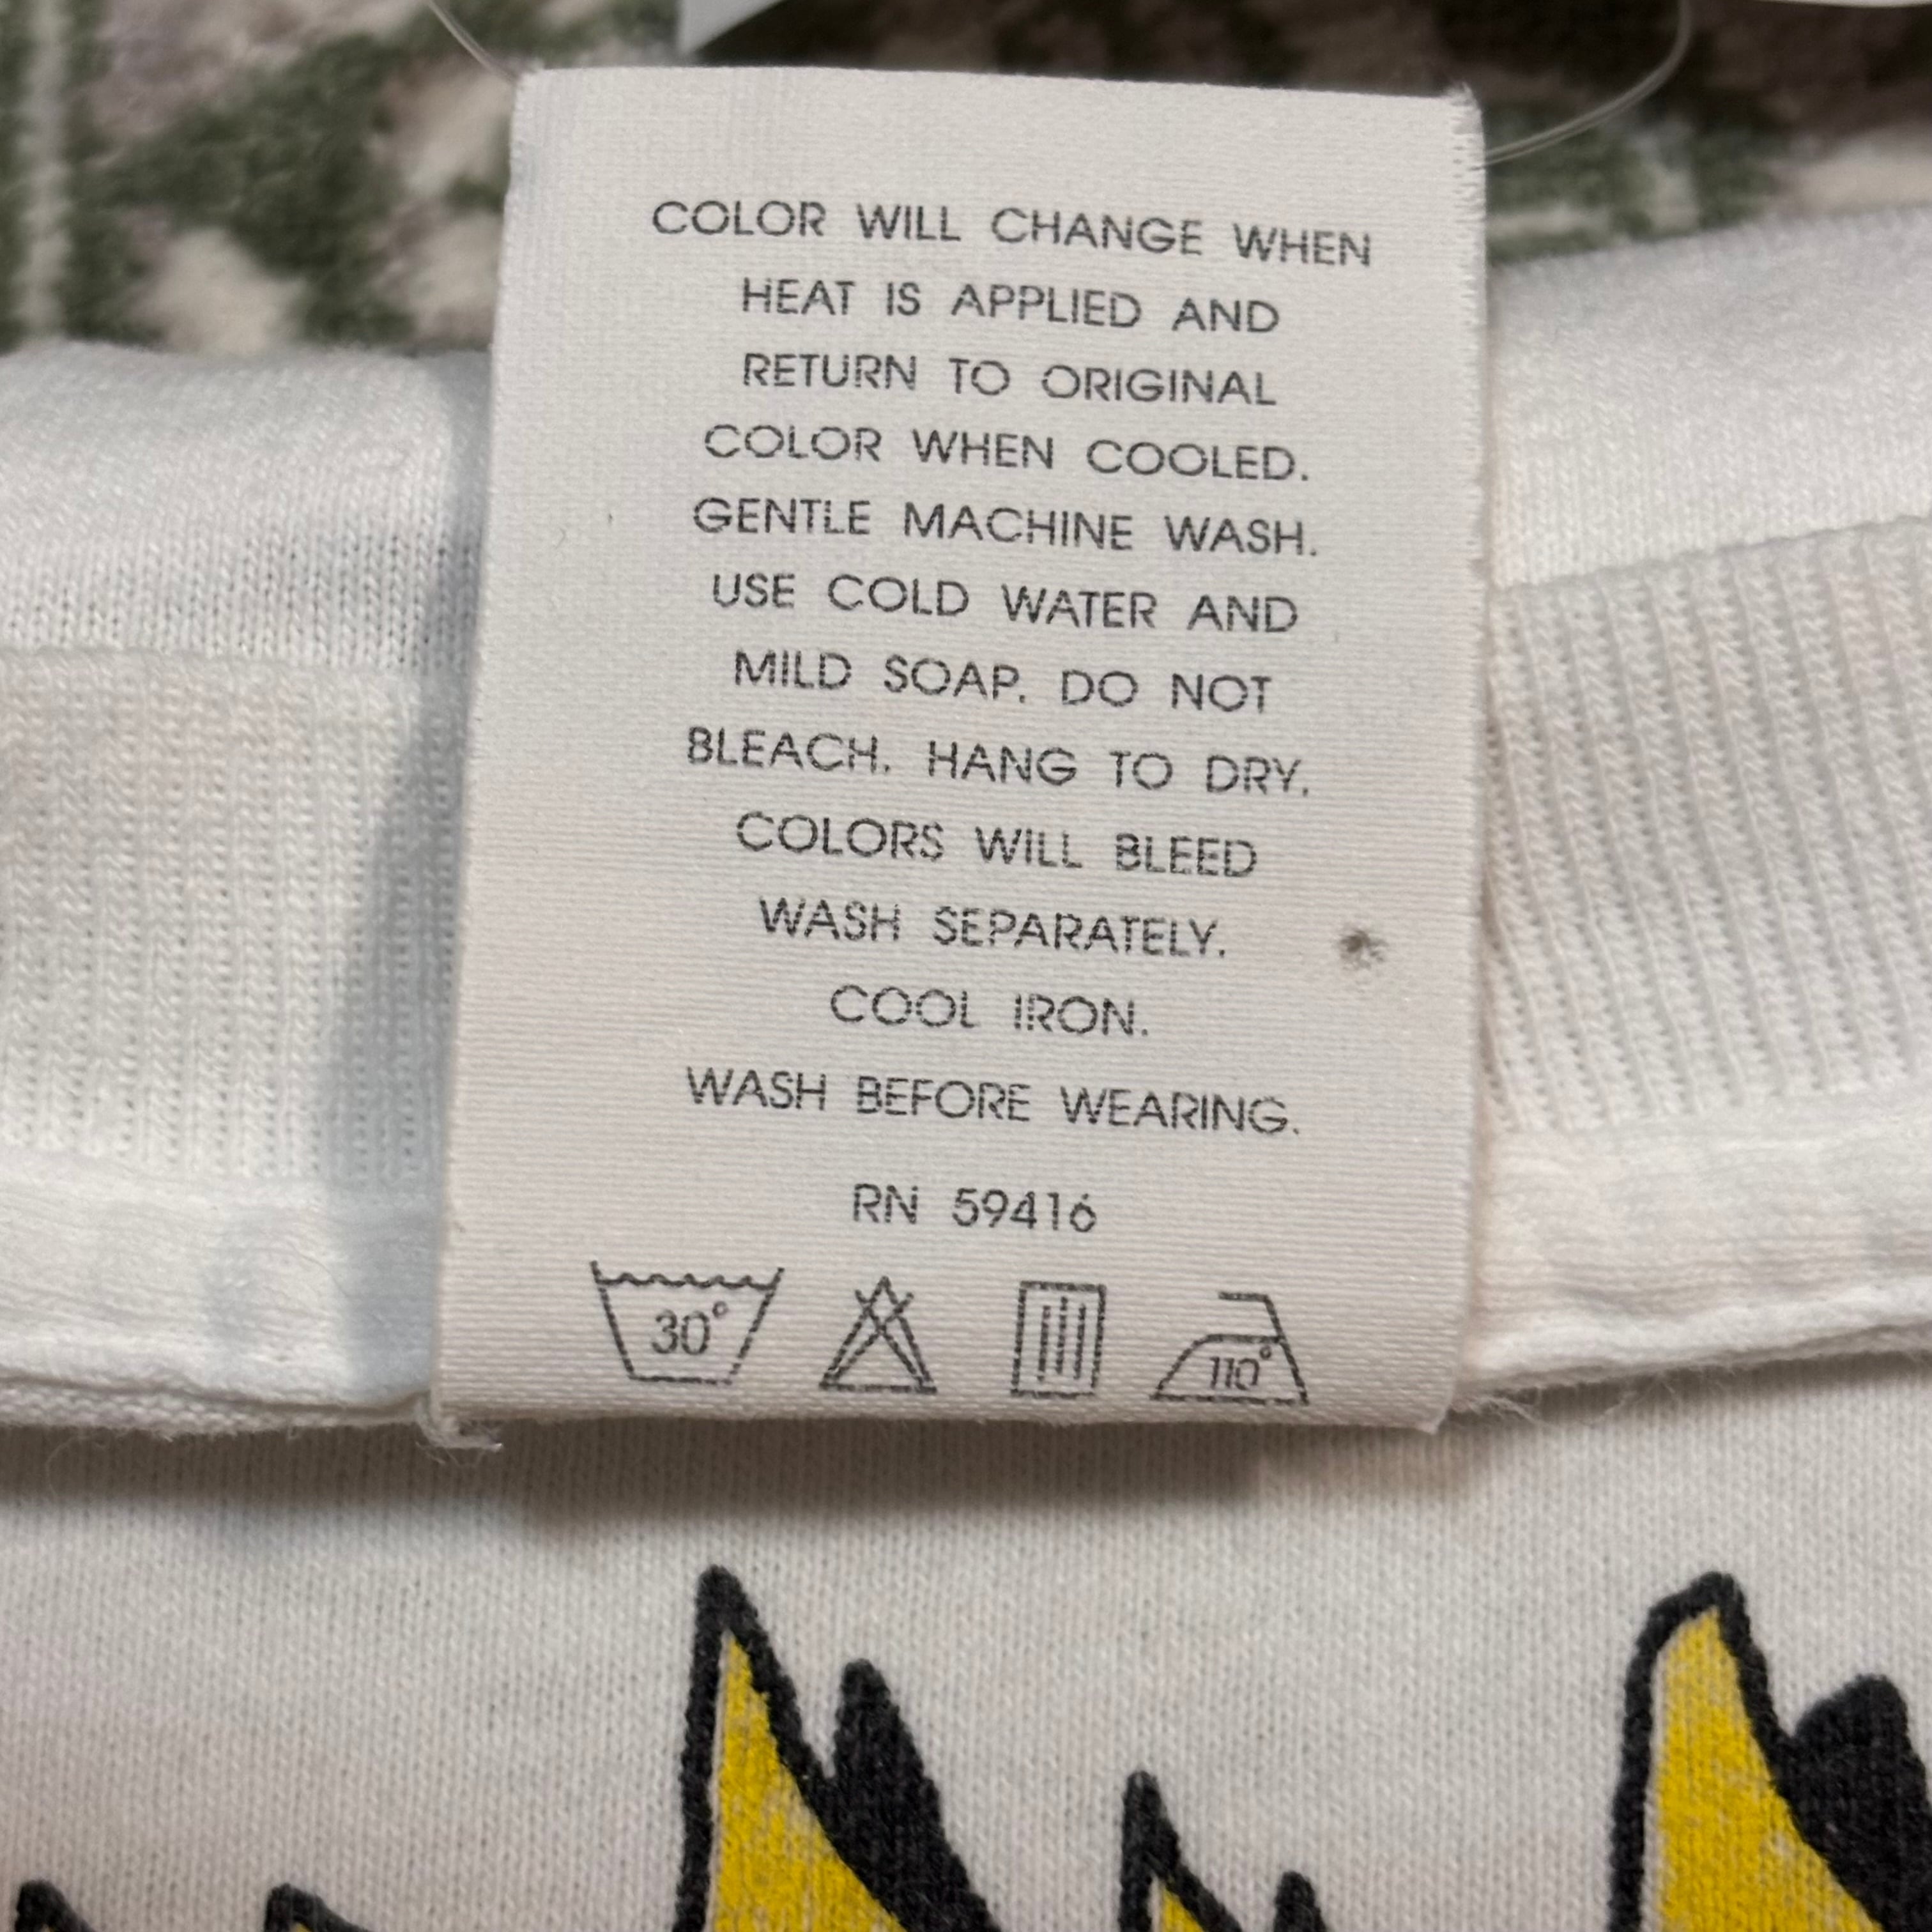 COLOR WILL CHANGE WHEN
HEAT IS APPLIED AND
RETURN TO ORIGINAL
COLOR WHEN COOLED.
GENTLE MACHINE WASH.
USE COLD WATER AND
MILD SOAP. DO NOT
BLEACH. HANG TO DRY.
COLORS WILL BLEED
WASH SEPARATELY.
COOL IRON.
WASH BEFORE WEARING.
RN 59416
30° 110°